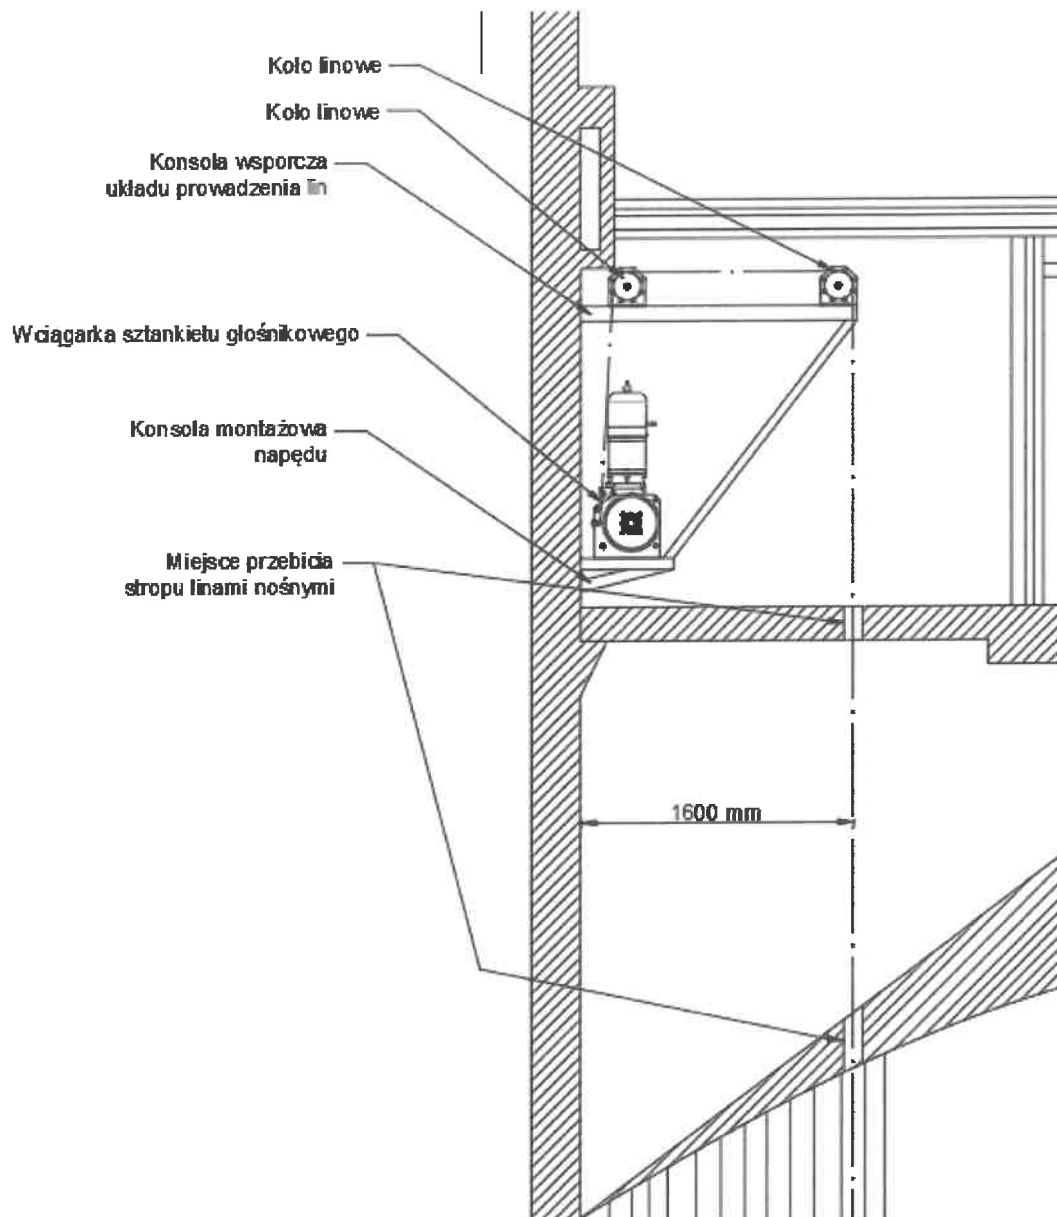 Koło linowe
Koło linowe
Konsola wsporcza
układu prowadzenia lin
Wciągarka sztankietu głośnikowego
Konsola montażowa
napędu
Miejsce przebicia
stropu linami nośnymi
1600 mm